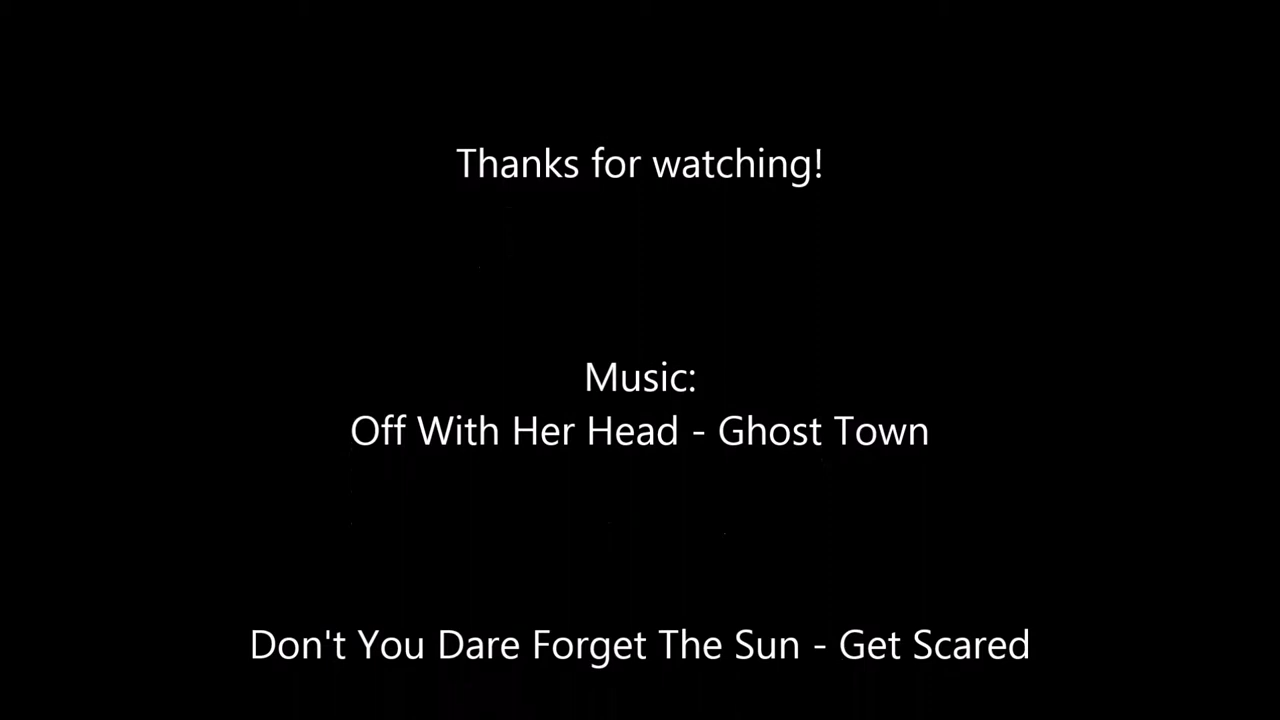 Thanks for watching!
Music:
Off With Her Head - Ghost Town
Don't You Dare Forget The Sun - Get Scared